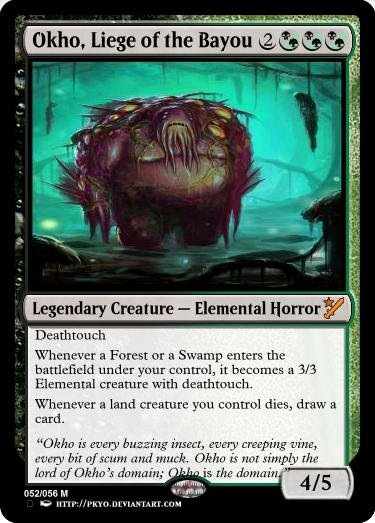 Okho, Liege of the Bayou 2
Legendary Creature — Elemental Horror
Deathtouch
Whenever a Forest or a Swamp enters the
battlefield under your control, it becomes a 3/3
Elemental creature with deathtouch.
Whenever a land creature you control dies, draw a
card.
“Okho is every buzzing insect, every creeping vine,
every bit of scum and muck. Okho is not simply the
lord of Okho’s domain; Okho is the domain.”
4/5
052/056 M
HTTP://PKYO.DEVIANTART.COM